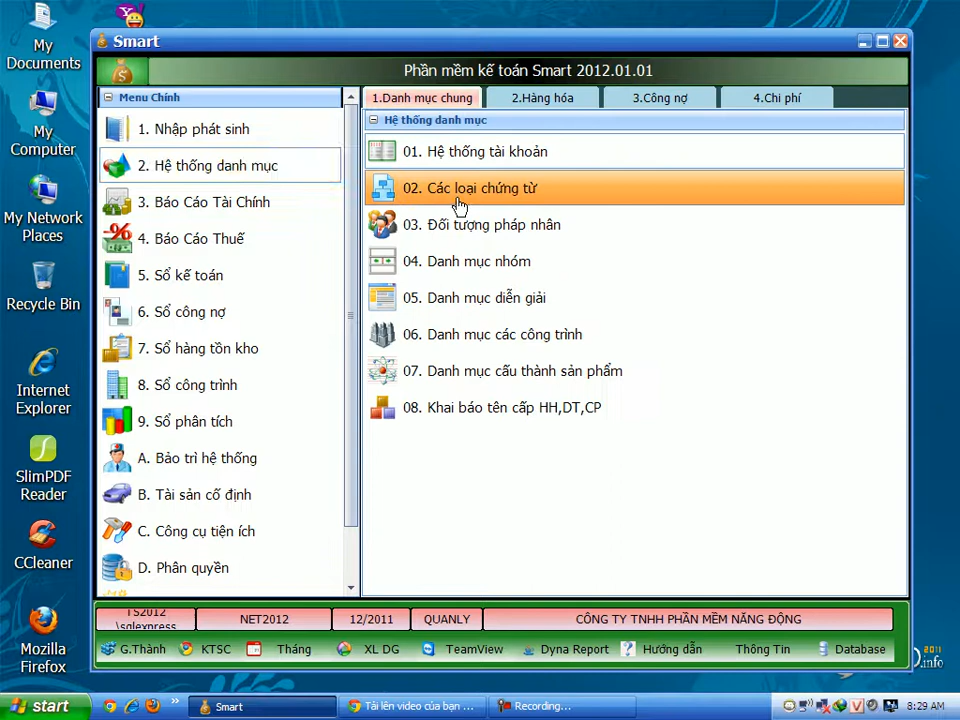 My Documents
My Computer
My Network Places
Recycle Bin
Internet Explorer
SlimPDF Reader
CCleaner
Mozilla Firefox
Smart
Phần mềm kế toán Smart 2012.01.01
Menu Chính
1. Nhập phát sinh
2. Hệ thống danh mục
3. Báo Cáo Tài Chính
4. Báo Cáo Thuế
5. Sổ kế toán
6. Sổ công nợ
7. Sổ hàng tồn kho
8. Sổ công trình
9. Sổ phân tích
A. Bảo trì hệ thống
B. Tài sản cố định
C. Công cụ tiện ích
D. Phân quyền
1.Danh mục chung
2.Hàng hóa
3.Công nợ
4.Chi phí
Hệ thống danh mục
01. Hệ thống tài khoản
02. Các loại chứng từ
03. Đối tượng pháp nhân
04. Danh mục nhóm
05. Danh mục diễn giải
06. Danh mục các công trình
07. Danh mục cấu thành sản phẩm
08. Khai báo tên cấp HH,DT,CP
TS2012
\sqlexpress
NET2012
12/2011
QUANLY
CÔNG TY TNHH PHẦN MỀM NĂNG ĐỘNG
G.Thành
KTSC
Tháng
XL DG
TeamView
Dyna Report
Hướng dẫn
Thông Tin
Database
2011
.info
start
Smart
Tải lên video của bạn ...
Recording...
8:29 AM